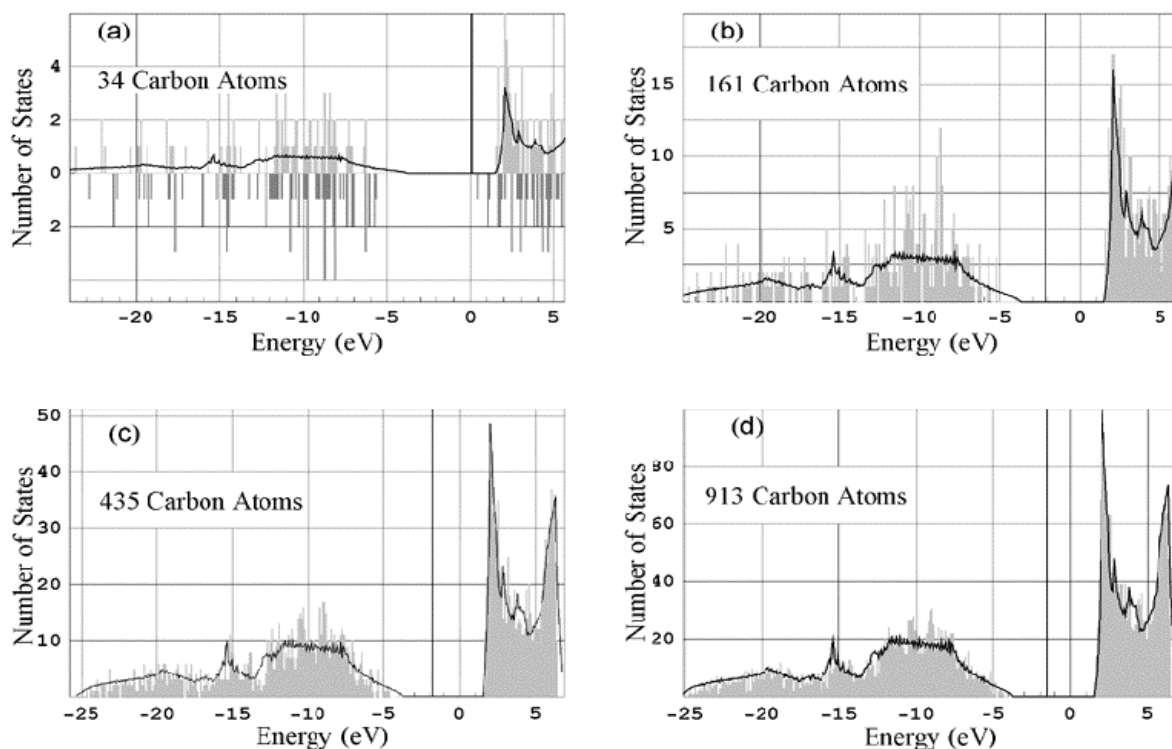 (a)
34 Carbon Atoms
Number of States
4
2
0
2
-20 -15 -10 -5 0 5
Energy (eV)
(b)
161 Carbon Atoms
Number of States
15
10
5
-20 -15 -10 -5 0 5
Energy (eV)
(c)
435 Carbon Atoms
Number of States
50
40
30
20
10
-25 -20 -15 -10 -5 0 5
Energy (eV)
(d)
913 Carbon Atoms
Number of States
80
60
40
20
-25 -20 -15 -10 -5 0 5
Energy (eV)